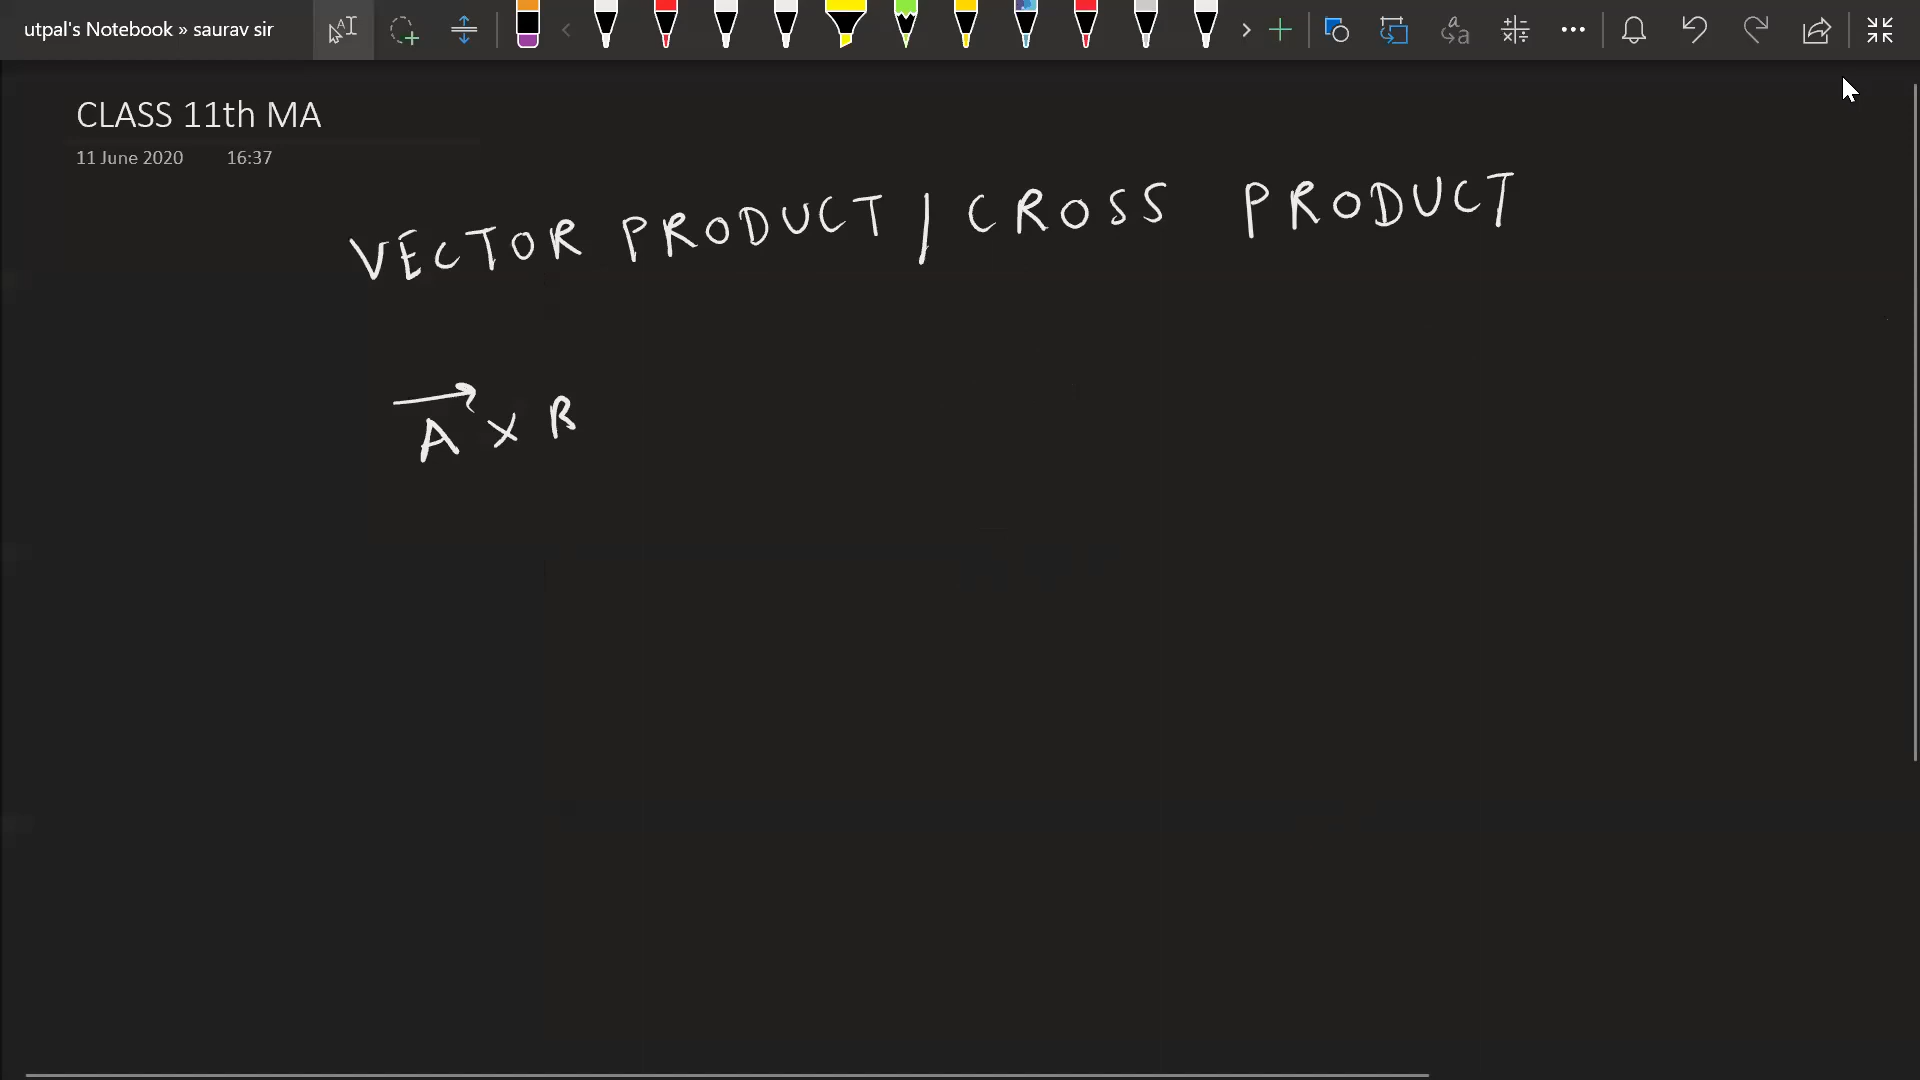 utpal's Notebook » saurav sir
CLASS 11th MA
11 June 2020 16:37
VECTOR PRODUCT / CROSS PRODUCT
A⃗ × B